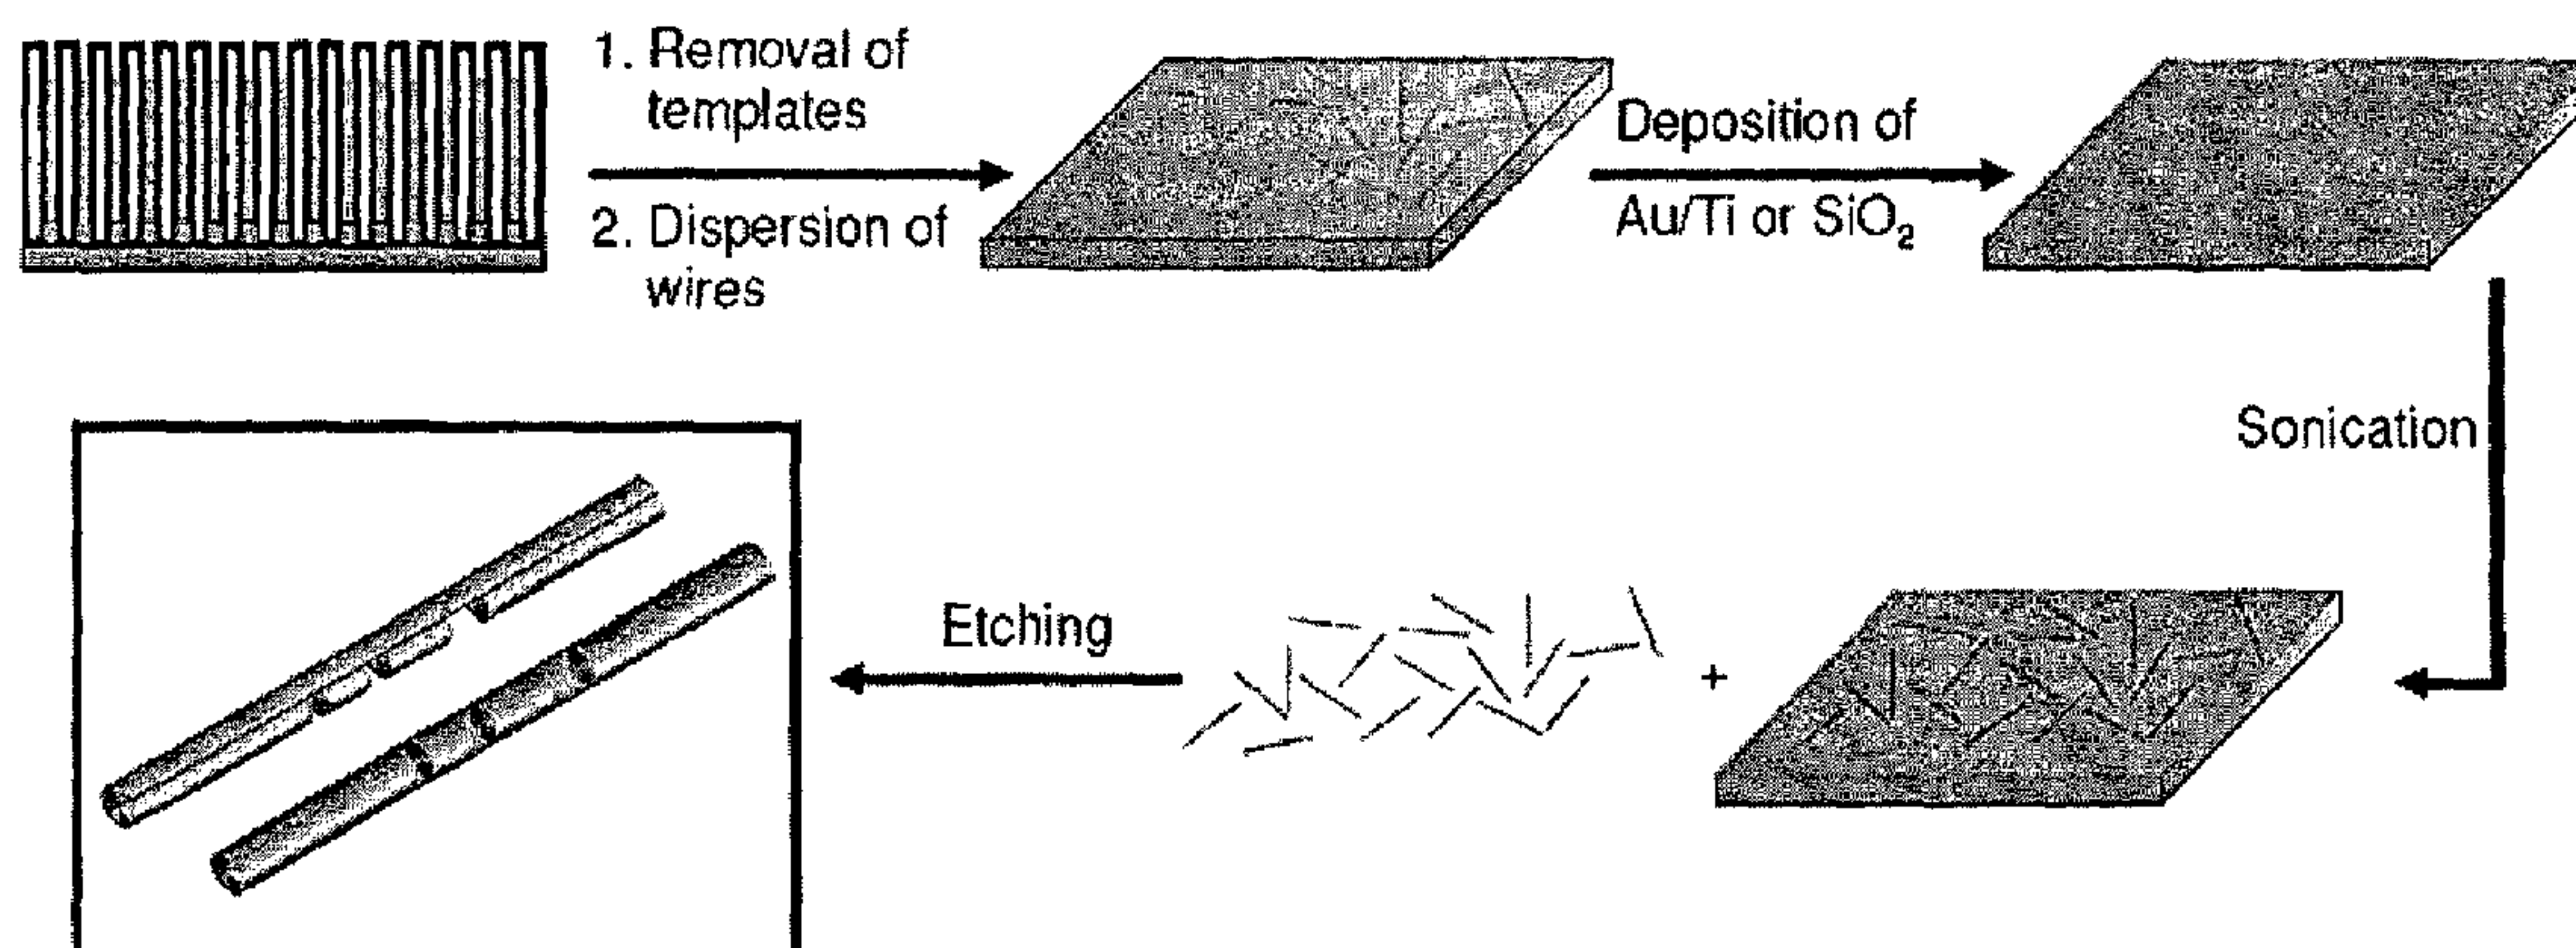 1. Removal of
templates
2. Dispersion of
wires
Deposition of
Au/Ti or SiO₂
Sonication
Etching
+